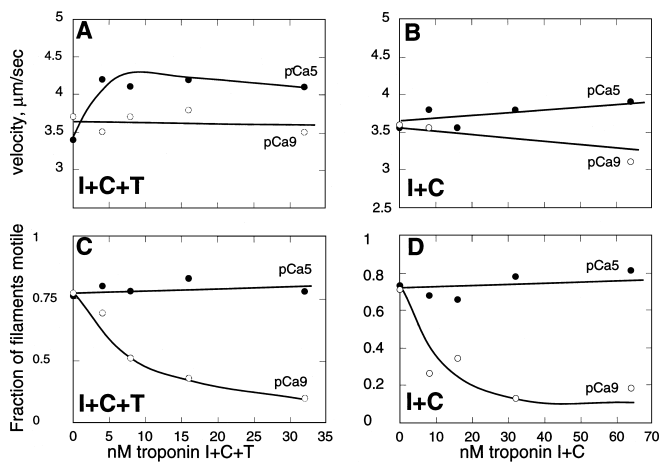 A
5
4.5
4
3.5
3
velocity, µm/sec
pCa5
pCa9
I+C+T
B
5
4.5
4
3.5
3
2.5
pCa5
pCa9
I+C
C
1
0.75
0.5
0.25
0
Fraction of filaments motile
pCa5
pCa9
I+C+T
0 5 10 15 20 25 30 35
nM troponin I+C+T
D
1
0.8
0.6
0.4
0.2
0
pCa5
pCa9
I+C
0 10 20 30 40 50 60 70
nM troponin I+C